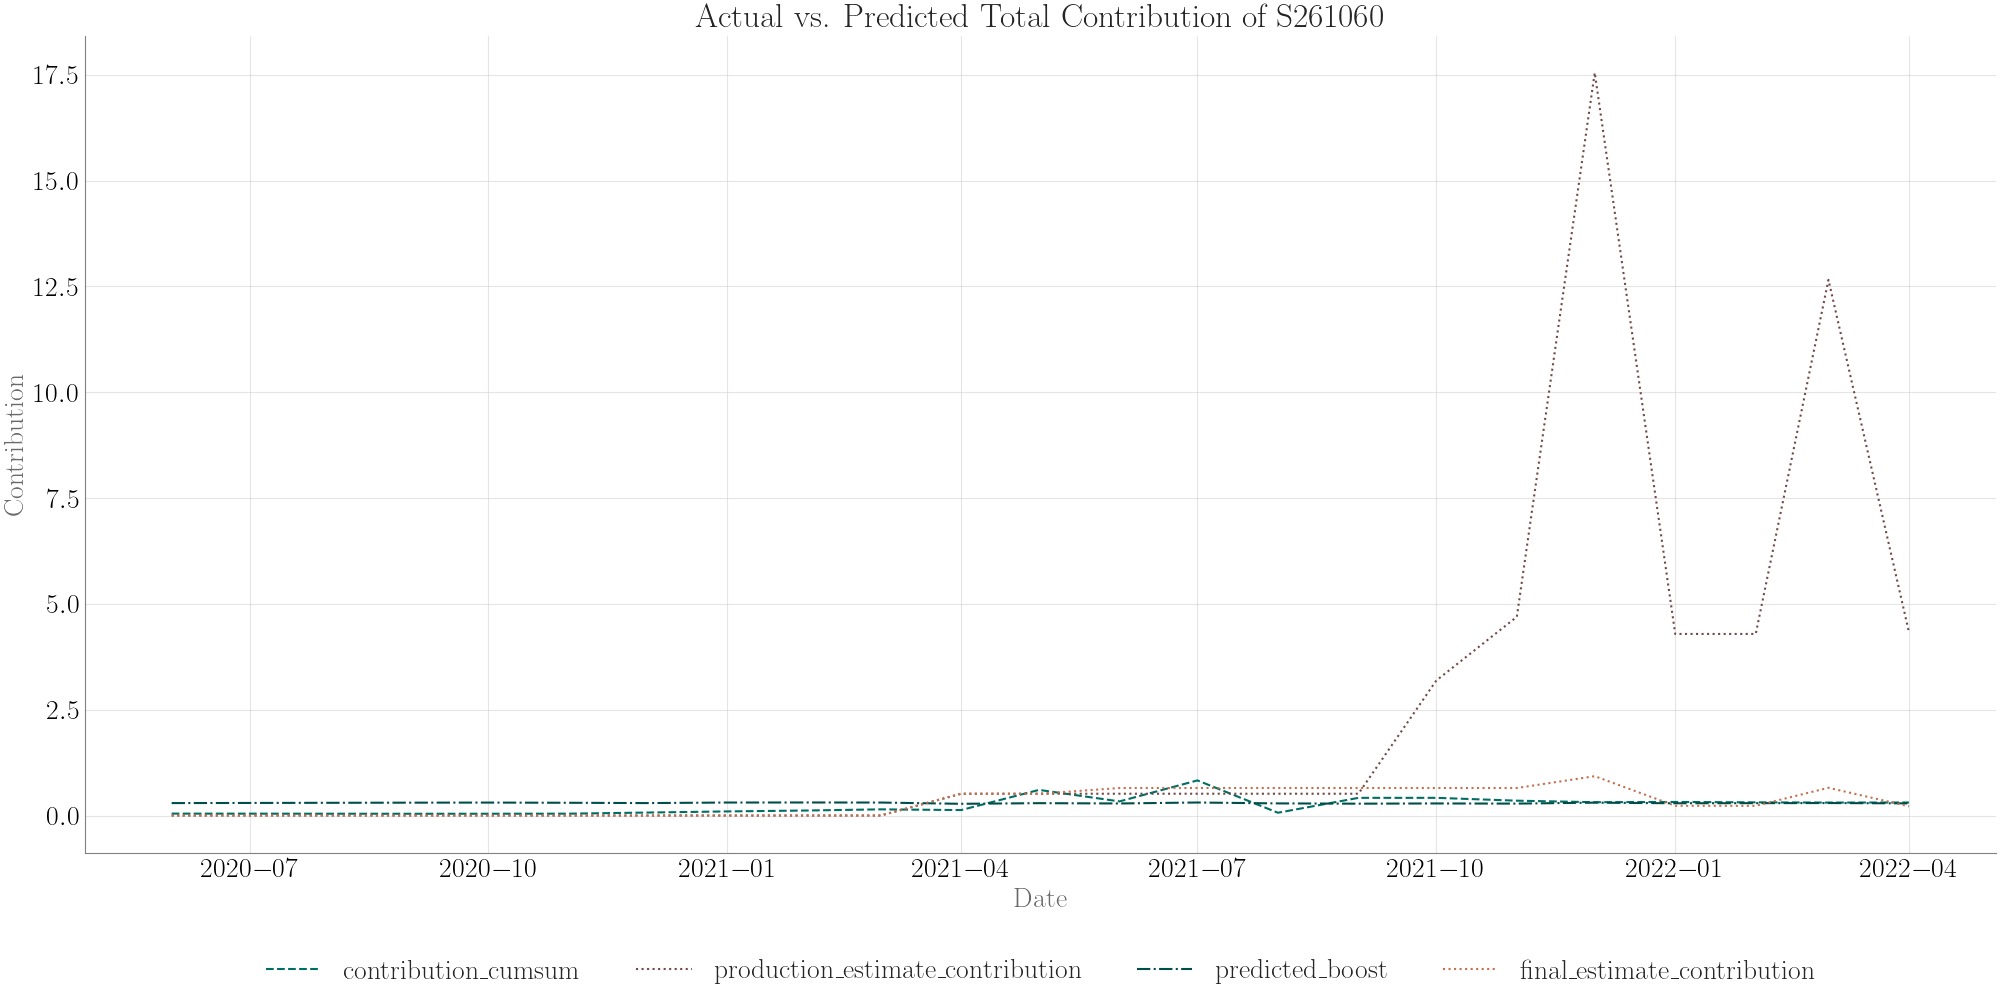 Actual vs. Predicted Total Contribution of S261060
17.5
15.0
12.5
10.0
7.5
5.0
2.5
0.0
Contribution
2020−07 2020−10 2021−01 2021−04 2021−07 2021−10 2022−01 2022−04
Date
contribution_cumsum production_estimate_contribution predicted_boost final_estimate_contribution